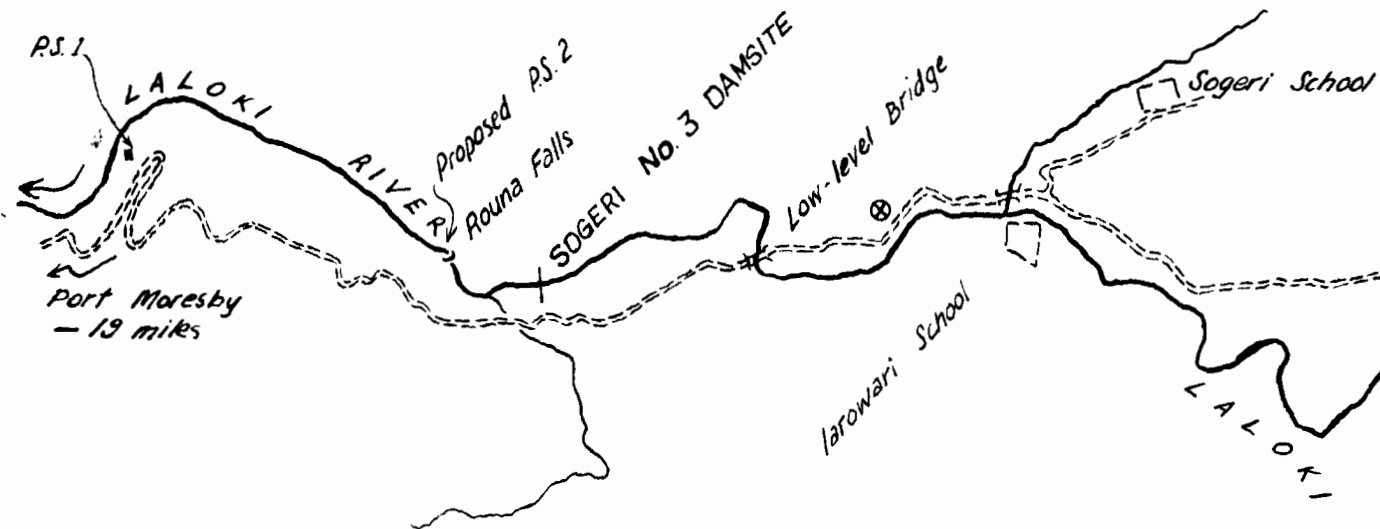 P.S. 1
LALOKI
RIVER
Proposed P.S. 2
Rouna Falls
SOGERI No. 3 DAMSITE
Low-level Bridge
Sogeri School
Port Moresby
— 19 miles
Iarowari School
LALOKI